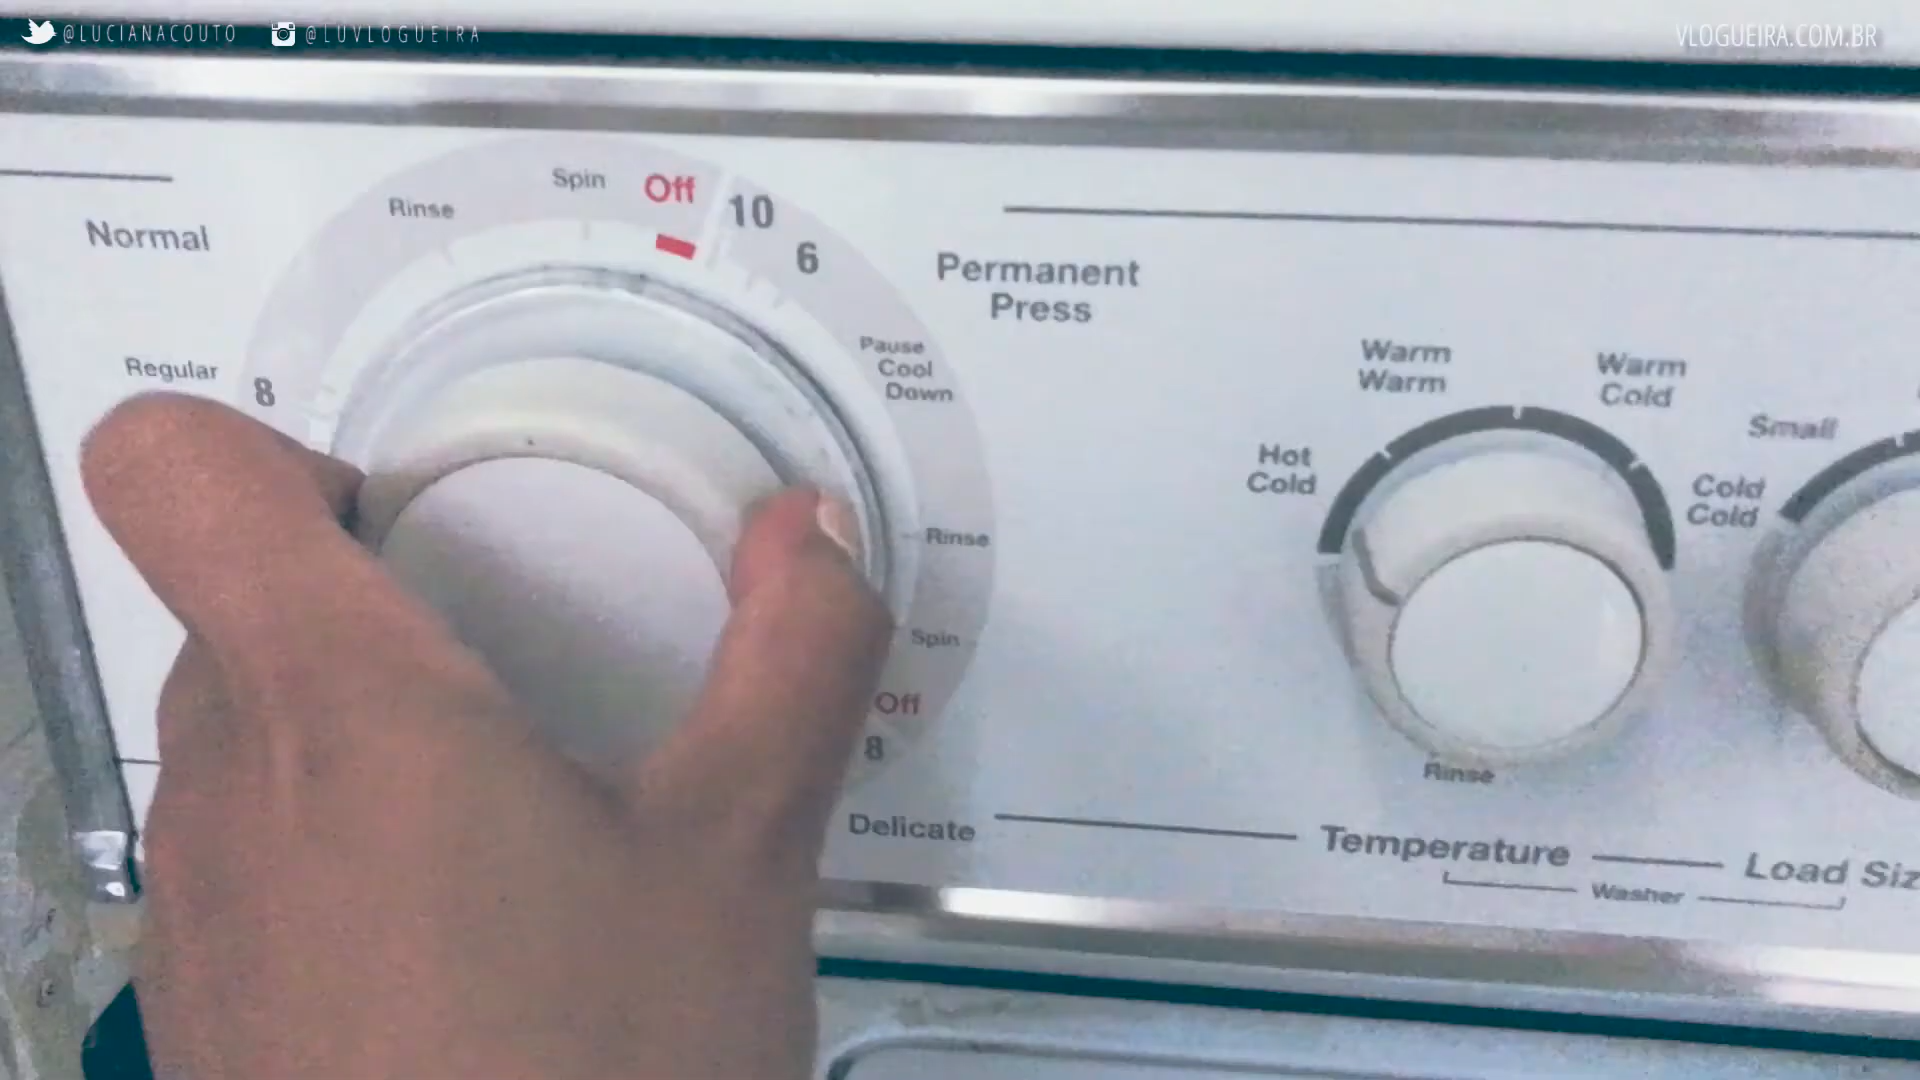 @LUCIANACOUTO
@LUVLOGUEIRA
VLOGUEIRA.COM.BR
Normal
Rinse
Spin
Off
10
6
Permanent
Press
Regular
8
Pause
Cool
Down
Rinse
Spin
Off
8
Delicate
Hot
Cold
Warm
Warm
Warm
Cold
Cold
Cold
Rinse
Small
Temperature
Load Siz
Washer